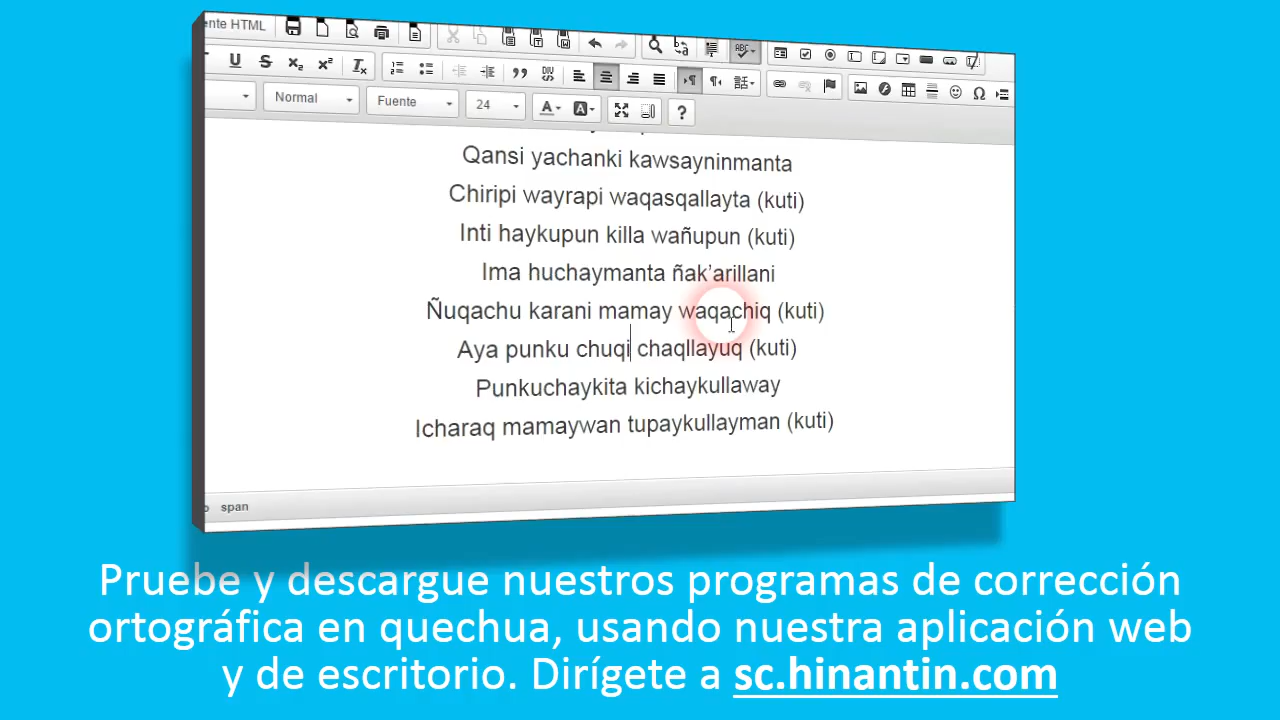 ente HTML
Normal Fuente 24
Qansi yachanki kawsayninmanta
Chiripi wayrapi waqasqallayta (kuti)
Inti haykupun killa wañupun (kuti)
Ima huchaymanta ñak’arillani
Ñuqachu karani mamay waqachiq (kuti)
Aya punku chuqi chaqllayuq (kuti)
Punkuchaykita kichaykullaway
Icharaq mamaywan tupaykullayman (kuti)
span
Pruebe y descargue nuestros programas de corrección
ortográfica en quechua, usando nuestra aplicación web
y de escritorio. Dirígete a sc.hinantin.com